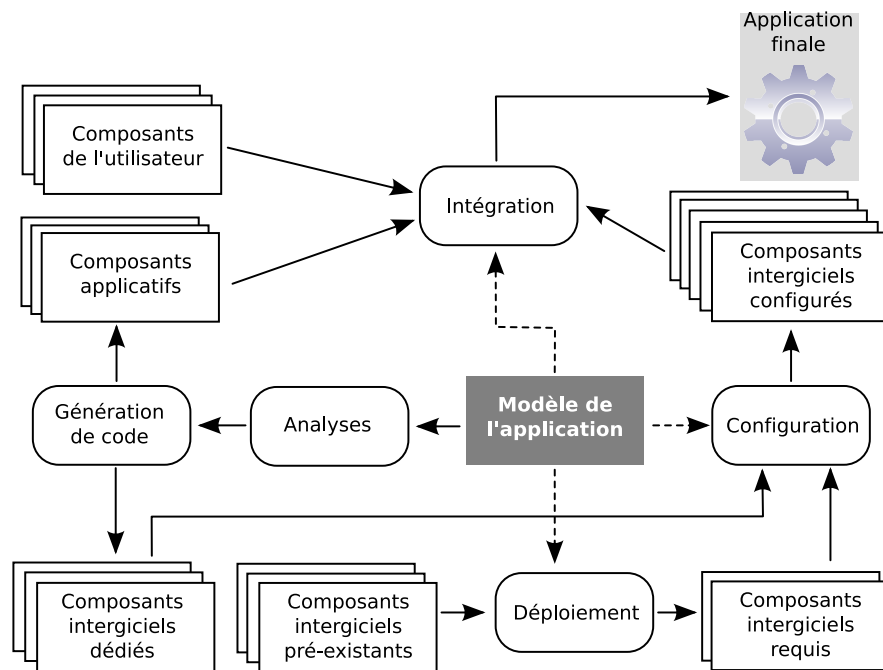 Application
finale
Composants
de l'utilisateur
Intégration
Composants
applicatifs
Composants
intergiciels
configurés
Génération
de code
Analyses
Modèle de
l'application
Configuration
Composants
intergiciels
dédiés
Composants
intergiciels
pré-existants
Déploiement
Composants
intergiciels
requis